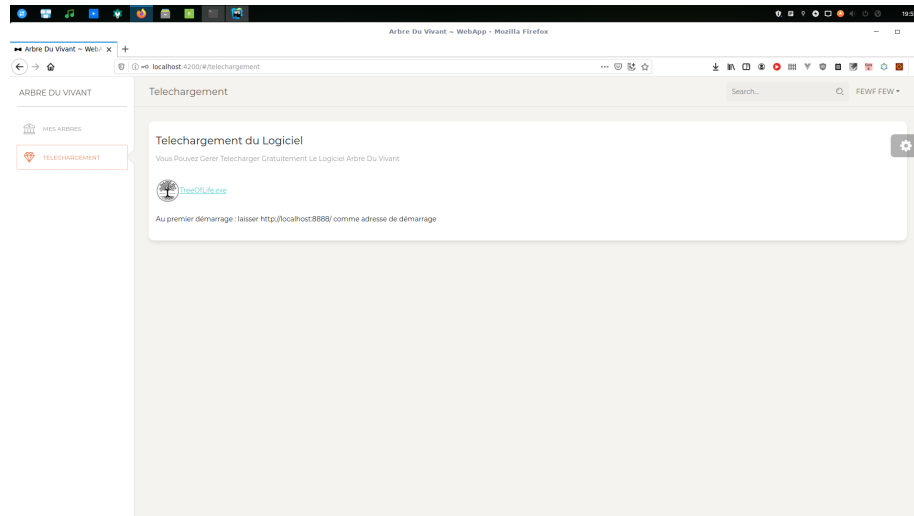 19:5
Arbre Du Vivant ~ WebApp - Mozilla Firefox
Arbre Du Vivant ~ WebA
localhost:4200/#/telechargement
ARBRE DU VIVANT
Telechargement
Search...
FEWF FEW
MES ARBRES
TELECHARGEMENT
Telechargement du Logiciel
Vous Pouvez Gerer Telecharger Gratuitement Le Logiciel Arbre Du Vivant
TreeOfLife.exe
Au premier démarrage : laisser http://localhost:8888/ comme adresse de démarrage